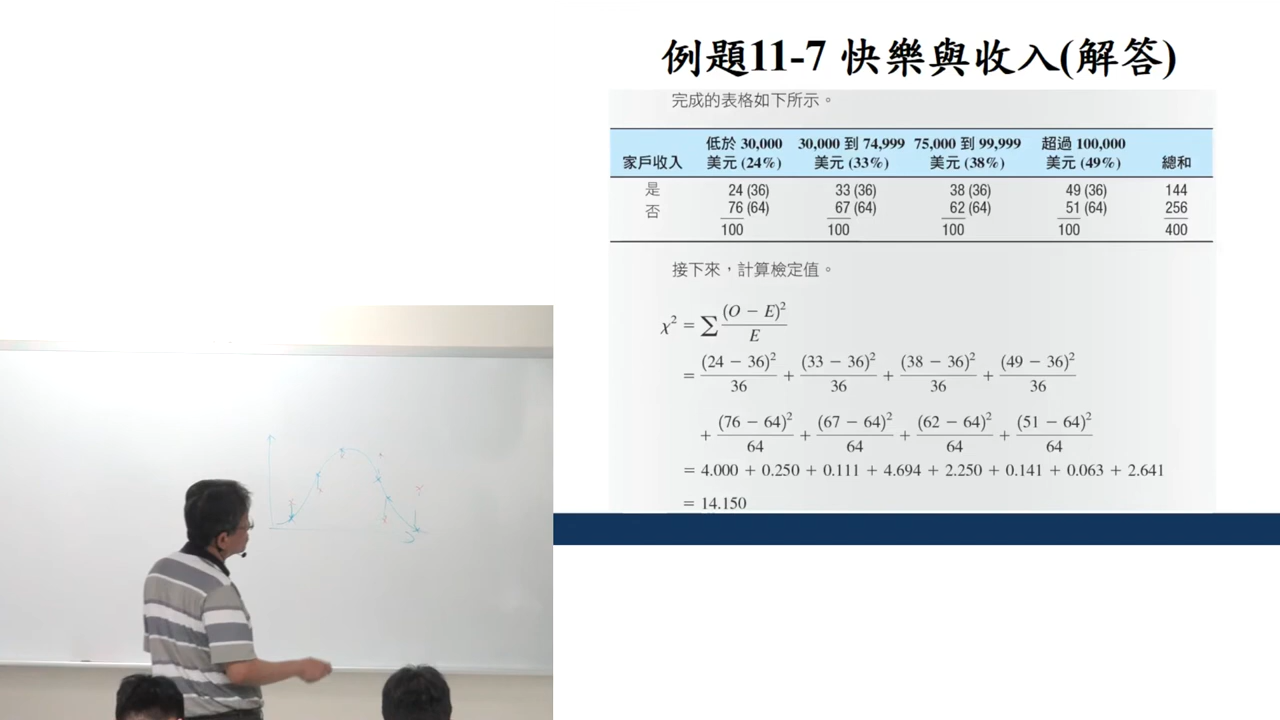 例題11-7 快樂與收入(解答)
完成的表格如下所示。
家戶收入 低於 30,000 美元 (24%) 30,000 到 74,999 美元 (33%) 75,000 到 99,999 美元 (38%) 超過 100,000 美元 (49%) 總和
是 24 (36) 33 (36) 38 (36) 49 (36) 144
否 76 (64) 67 (64) 62 (64) 51 (64) 256
100 100 100 100 400
接下來，計算檢定值。
χ² = ∑ (O − E)² / E
= (24 − 36)² / 36 + (33 − 36)² / 36 + (38 − 36)² / 36 + (49 − 36)² / 36
+ (76 − 64)² / 64 + (67 − 64)² / 64 + (62 − 64)² / 64 + (51 − 64)² / 64
= 4.000 + 0.250 + 0.111 + 4.694 + 2.250 + 0.141 + 0.063 + 2.641
= 14.150